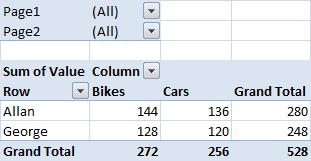 Page1 (All)
Page2 (All)
Sum of Value Column
Row Bikes Cars Grand Total
Allan 144 136 280
George 128 120 248
Grand Total 272 256 528